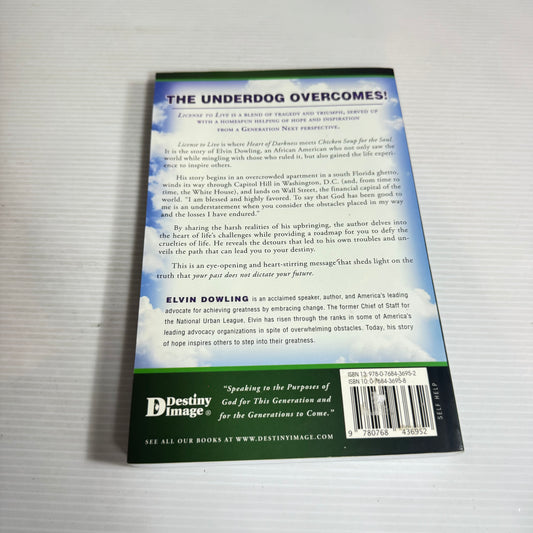 THE UNDERDOG OVERCOMES!
LICENSE TO LIVE IS A BLEND OF TRAGEDY AND TRIUMPH, SERVED UP
WITH A HOMESPUN HELPING OF HOPE AND INSPIRATION
FROM A GENERATION NEXT PERSPECTIVE.
License to Live is where Heart of Darkness meets Chicken Soup for the Soul.
It is the story of Elvin Dowling, an African American who not only saw the
world while mingling with those who ruled it, but also gained the life experi-
ence to inspire others.
His story begins in an overcrowded apartment in a south Florida ghetto,
winds its way through Capitol Hill in Washington, D.C. (and, from time to
time, the White House), and lands on Wall Street, the financial capital of the
world. "I am blessed and highly favored. To say that God has been good to
me is an understatement when you consider the obstacles placed in my way
and the losses I have endured."
By sharing the harsh realities of his upbringing, the author delves into
the heart of life's challenges while providing a roadmap for you to defy the
cruelties of life. He reveals the detours that led to his own troubles and un-
veils the path that can lead you to your destiny.
This is an eye-opening and heart-stirring message that sheds light on the
truth that your past does not dictate your future.
ELVIN DOWLING is an acclaimed speaker, author, and America's leading
advocate for achieving greatness by embracing change. The former Chief of Staff for
the National Urban League, Elvin has risen through the ranks in some of America's
leading advocacy organizations in spite of overwhelming obstacles. Today, his story
of hope inspires others to step into their greatness.
Destiny
Image®
"Speaking to the Purposes of
God for This Generation and
for the Generations to Come."
SEE ALL OUR BOOKS AT WWW.DESTINYIMAGE.COM
ISBN 13: 978-0-7684-3695-2
ISBN 10: 0-7684-3695-8
9 780768 436952
SELF HELP